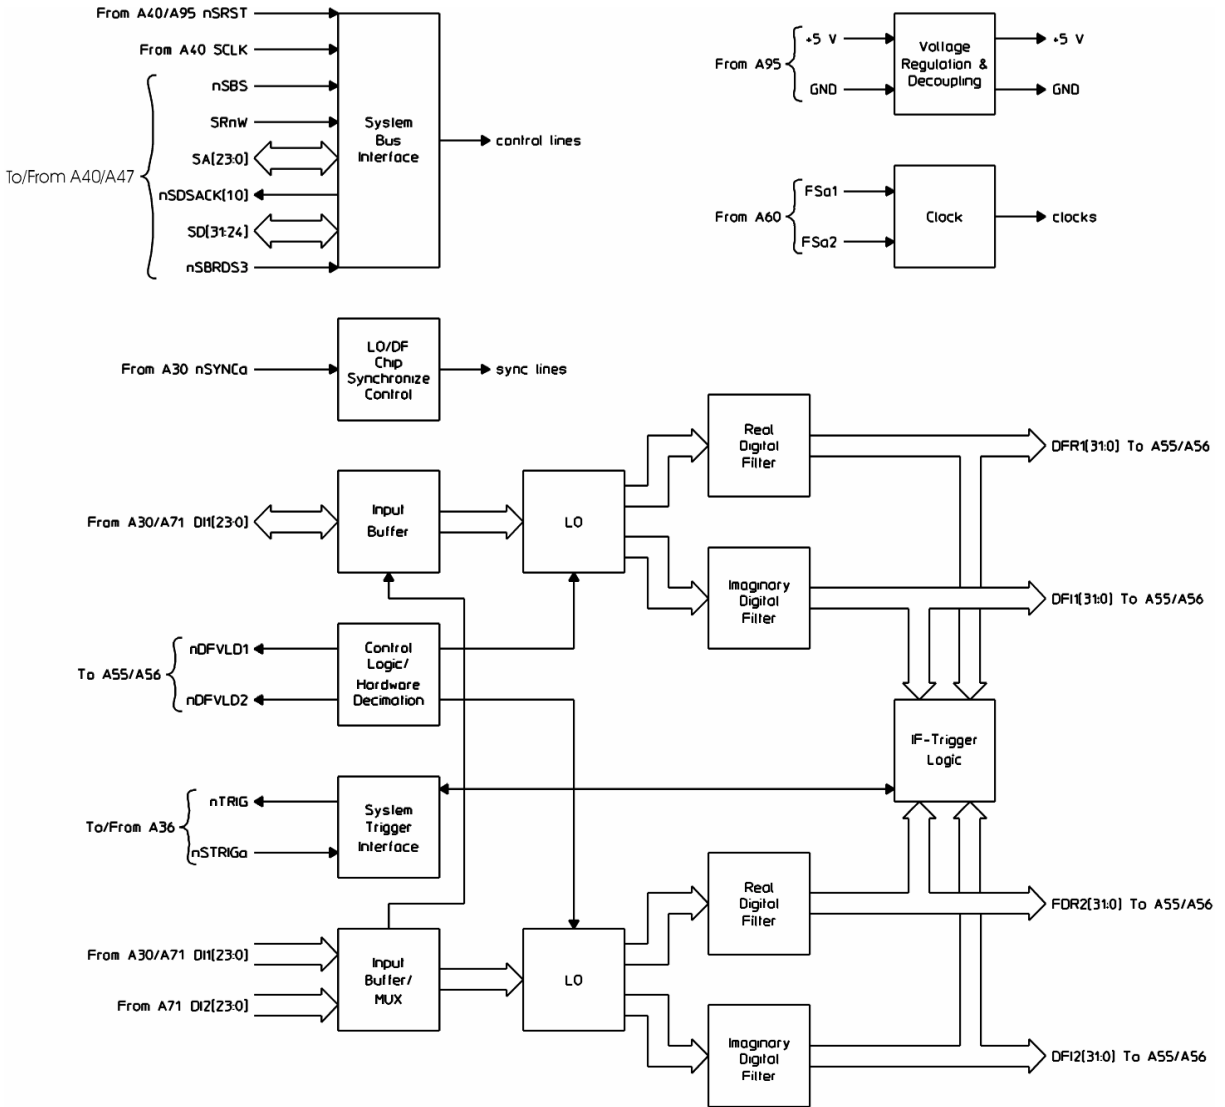 From A40/A95 nSRST
From A40 SCLK
nSBS
SRnW
SA[23:0]
To/From A40/A47
nSDSACK[10]
SD[31:24]
nSBRDS3
System
Bus
Interface
control lines
From A95
+5 V
GND
Voltage
Regulation &
Decoupling
+5 V
GND
From A60
FSa1
FSa2
Clock
clocks
From A30 nSYNCa
LO/DF
Chip
Synchronize
Control
sync lines
From A30/A71 DI1[23:0]
Input
Buffer
LO
Real
Digital
Filter
DFR1[31:0] To A55/A56
Imaginary
Digital
Filter
DFI1[31:0] To A55/A56
To A55/A56
nDFVLD1
nDFVLD2
Control
Logic/
Hardware
Decimation
IF-Trigger
Logic
To/From A36
nTRIG
nSTRIGa
System
Trigger
Interface
From A30/A71 DI1[23:0]
From A71 DI2[23:0]
Input
Buffer/
MUX
LO
Real
Digital
Filter
FDR2[31:0] To A55/A56
Imaginary
Digital
Filter
DFI2[31:0] To A55/A56